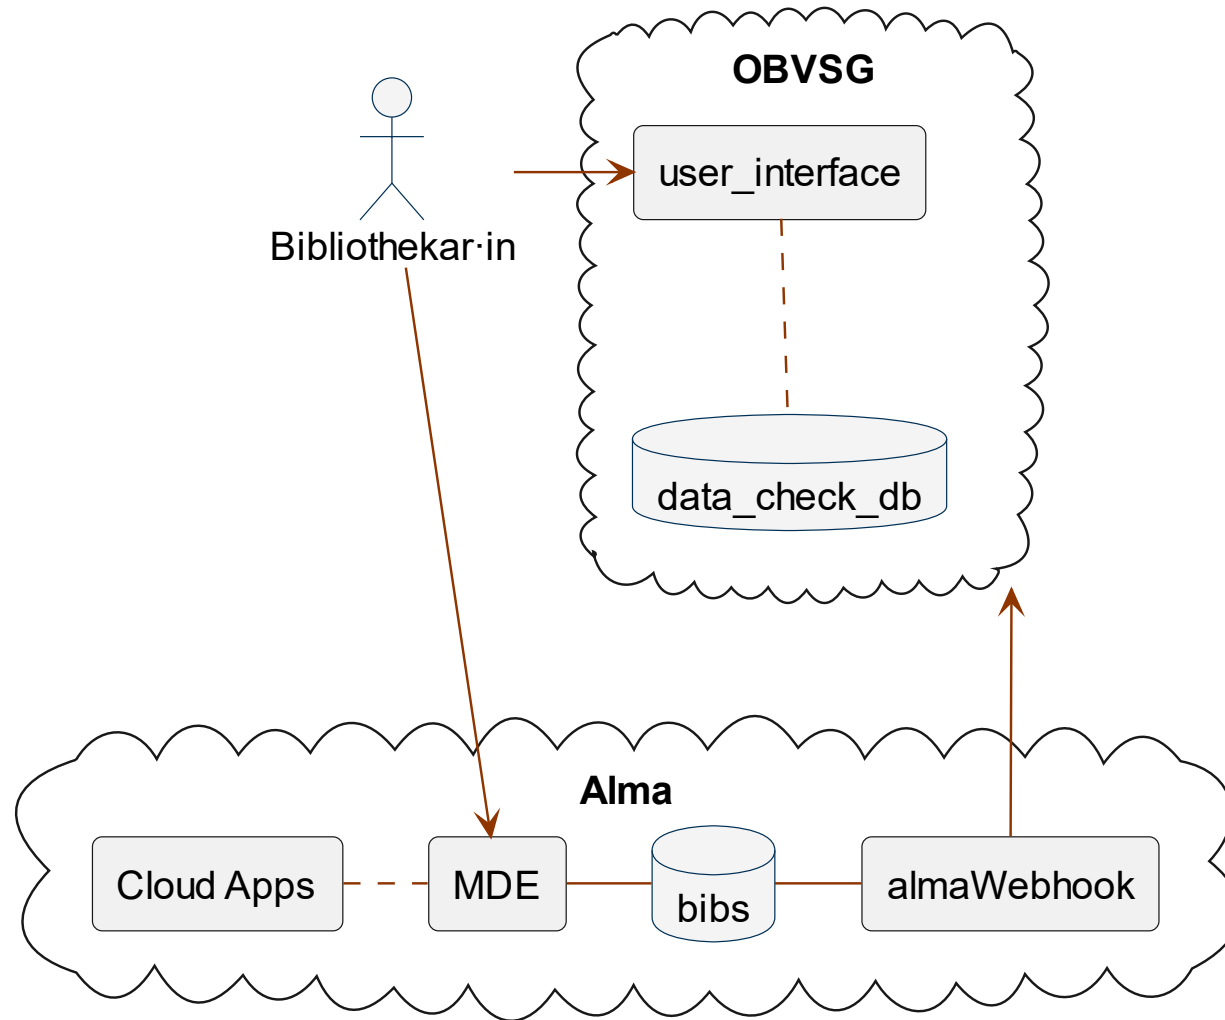 OBVSG
user_interface
Bibliothekar·in
data_check_db
Alma
Cloud Apps
MDE
bibs
almaWebhook